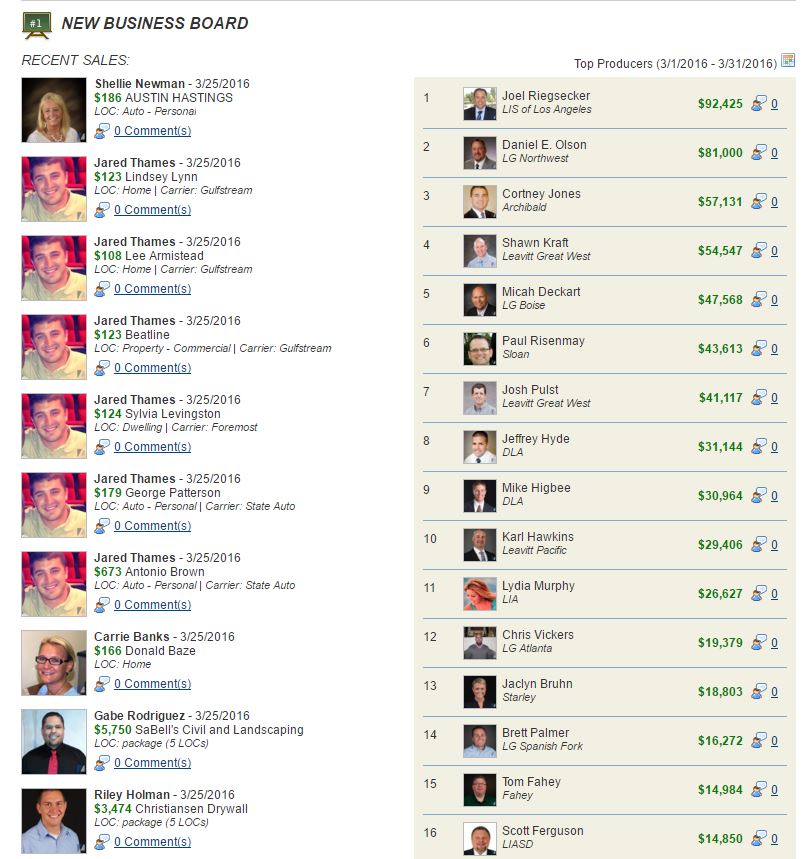 #1 NEW BUSINESS BOARD
RECENT SALES:
Shellie Newman - 3/25/2016
$186 AUSTIN HASTINGS
LOC: Auto - Personal
0 Comment(s)
Jared Thames - 3/25/2016
$123 Lindsey Lynn
LOC: Home | Carrier: Gulfstream
0 Comment(s)
Jared Thames - 3/25/2016
$108 Lee Armistead
LOC: Home | Carrier: Gulfstream
0 Comment(s)
Jared Thames - 3/25/2016
$123 Beatline
LOC: Property - Commercial | Carrier: Gulfstream
0 Comment(s)
Jared Thames - 3/25/2016
$124 Sylvia Levingston
LOC: Dwelling | Carrier: Foremost
0 Comment(s)
Jared Thames - 3/25/2016
$179 George Patterson
LOC: Auto - Personal | Carrier: State Auto
0 Comment(s)
Jared Thames - 3/25/2016
$673 Antonio Brown
LOC: Auto - Personal | Carrier: State Auto
0 Comment(s)
Carrie Banks - 3/25/2016
$166 Donald Baze
LOC: Home
0 Comment(s)
Gabe Rodriguez - 3/25/2016
$5,750 SaBell's Civil and Landscaping
LOC: package (5 LOCs)
0 Comment(s)
Riley Holman - 3/25/2016
$3,474 Christiansen Drywall
LOC: package (5 LOCs)
0 Comment(s)
Top Producers (3/1/2016 - 3/31/2016)
1 Joel Riegsecker $92,425 0
LIS of Los Angeles
2 Daniel E. Olson $81,000 0
LG Northwest
3 Cortney Jones $57,131 0
Archibald
4 Shawn Kraft $54,547 0
Leavitt Great West
5 Micah Deckart $47,568 0
LG Boise
6 Paul Risenmay $43,613 0
Sloan
7 Josh Pulst $41,117 0
Leavitt Great West
8 Jeffrey Hyde $31,144 0
DLA
9 Mike Higbee $30,964 0
DLA
10 Karl Hawkins $29,406 0
Leavitt Pacific
11 Lydia Murphy $26,627 0
LIA
12 Chris Vickers $19,379 0
LG Atlanta
13 Jaclyn Bruhn $18,803 0
Starley
14 Brett Palmer $16,272 0
LG Spanish Fork
15 Tom Fahey $14,984 0
Fahey
16 Scott Ferguson $14,850 0
LIASD